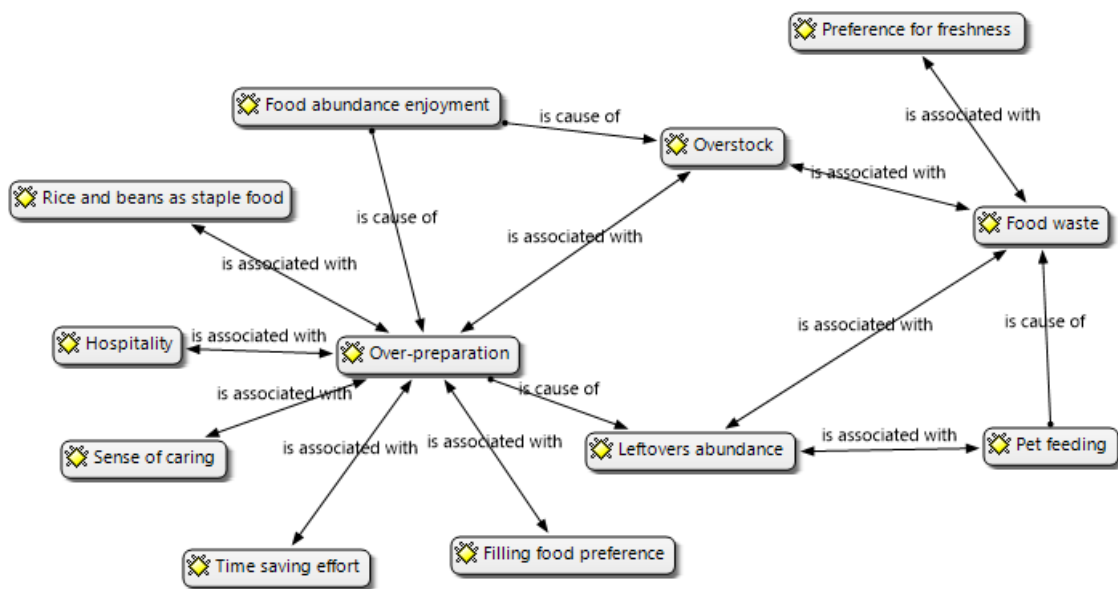 Preference for freshness
Food abundance enjoyment
is cause of
is associated with
Overstock
is associated with
Rice and beans as staple food
is cause of
Food waste
is associated with
is associated with
is associated with
is associated with
is cause of
Hospitality
Over-preparation
is associated with
is cause of
is associated with
is associated with
is associated with
Sense of caring
Leftovers abundance
Pet feeding
Filling food preference
Time saving effort